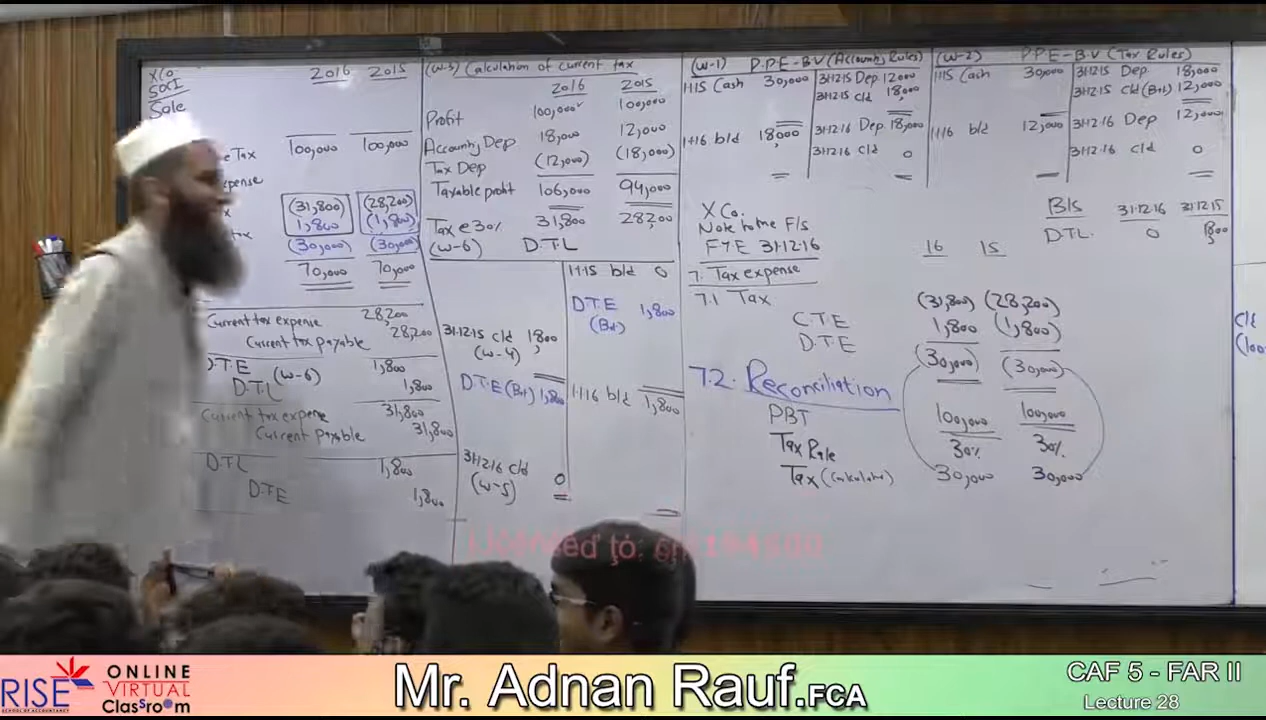 X Co.
SOCI
2016 2015
Sale
Tax 100,000 100,000
(31,800) (28,200)
1,800 (1,800)
(30,000) (30,000)
70,000 70,000
Current tax expense 28,200
Current tax payable 28,200
D.T.E (W-6) 1,800
D.T.L 1,800
Current tax expense 31,800
Current payable 31,800
D.T.L 1,800
D.T.E 1,800
(W-3) Calculation of current tax
2016 2015
Profit 100,000 100,000
Accounting Dep 18,000 12,000
Tax Dep (12,000) (18,000)
Taxable profit 106,000 94,000
Tax @ 30% 31,800 28,200
(W-6) D.T.L
1.1.15 b/d 0
D.T.E 1,800
31.12.15 c/d 1,800
(W-4)
D.T.E (Bal) 1,800 1.1.16 b/d 1,800
31.12.16 c/d 0
(W-5)
(W-1) P.P.E - B.V (Accounting Rules)
1.1.15 Cash 30,000 31.12.15 Dep 12000
31.12.15 c/d 18,000
1.1.16 b/d 18,000 31.12.16 Dep 18,000
31.12.16 c/d 0
(W-2) P.P.E - B.V (Tax Rules)
1.1.15 Cash 30,000 31.12.15 Dep. 18,000
31.12.15 c/d 12,000
1.1.16 b/d 12,000 31.12.16 Dep 12,000
31.12.16 c/d 0
B/S 31.12.16 31.12.15
D.T.L. 0 1800
X Co.
Note to the F/s
F.Y.E 31.12.16 16 15
7. Tax expense
7.1 Tax
C.T.E (31,800) (28,200)
D.T.E 1,800 (1,800)
(30,000) (30,000)
7.2. Reconciliation
PBT 100,000 100,000
Tax Rate 30% 30%
Tax (Calculated) 30,000 30,000
Licensed to:
RISE
SCHOOL OF ACCOUNTANCY
ONLINE
VIRTUAL
Classroom
Mr. Adnan Rauf.FCA
CAF 5 - FAR II
Lecture 28